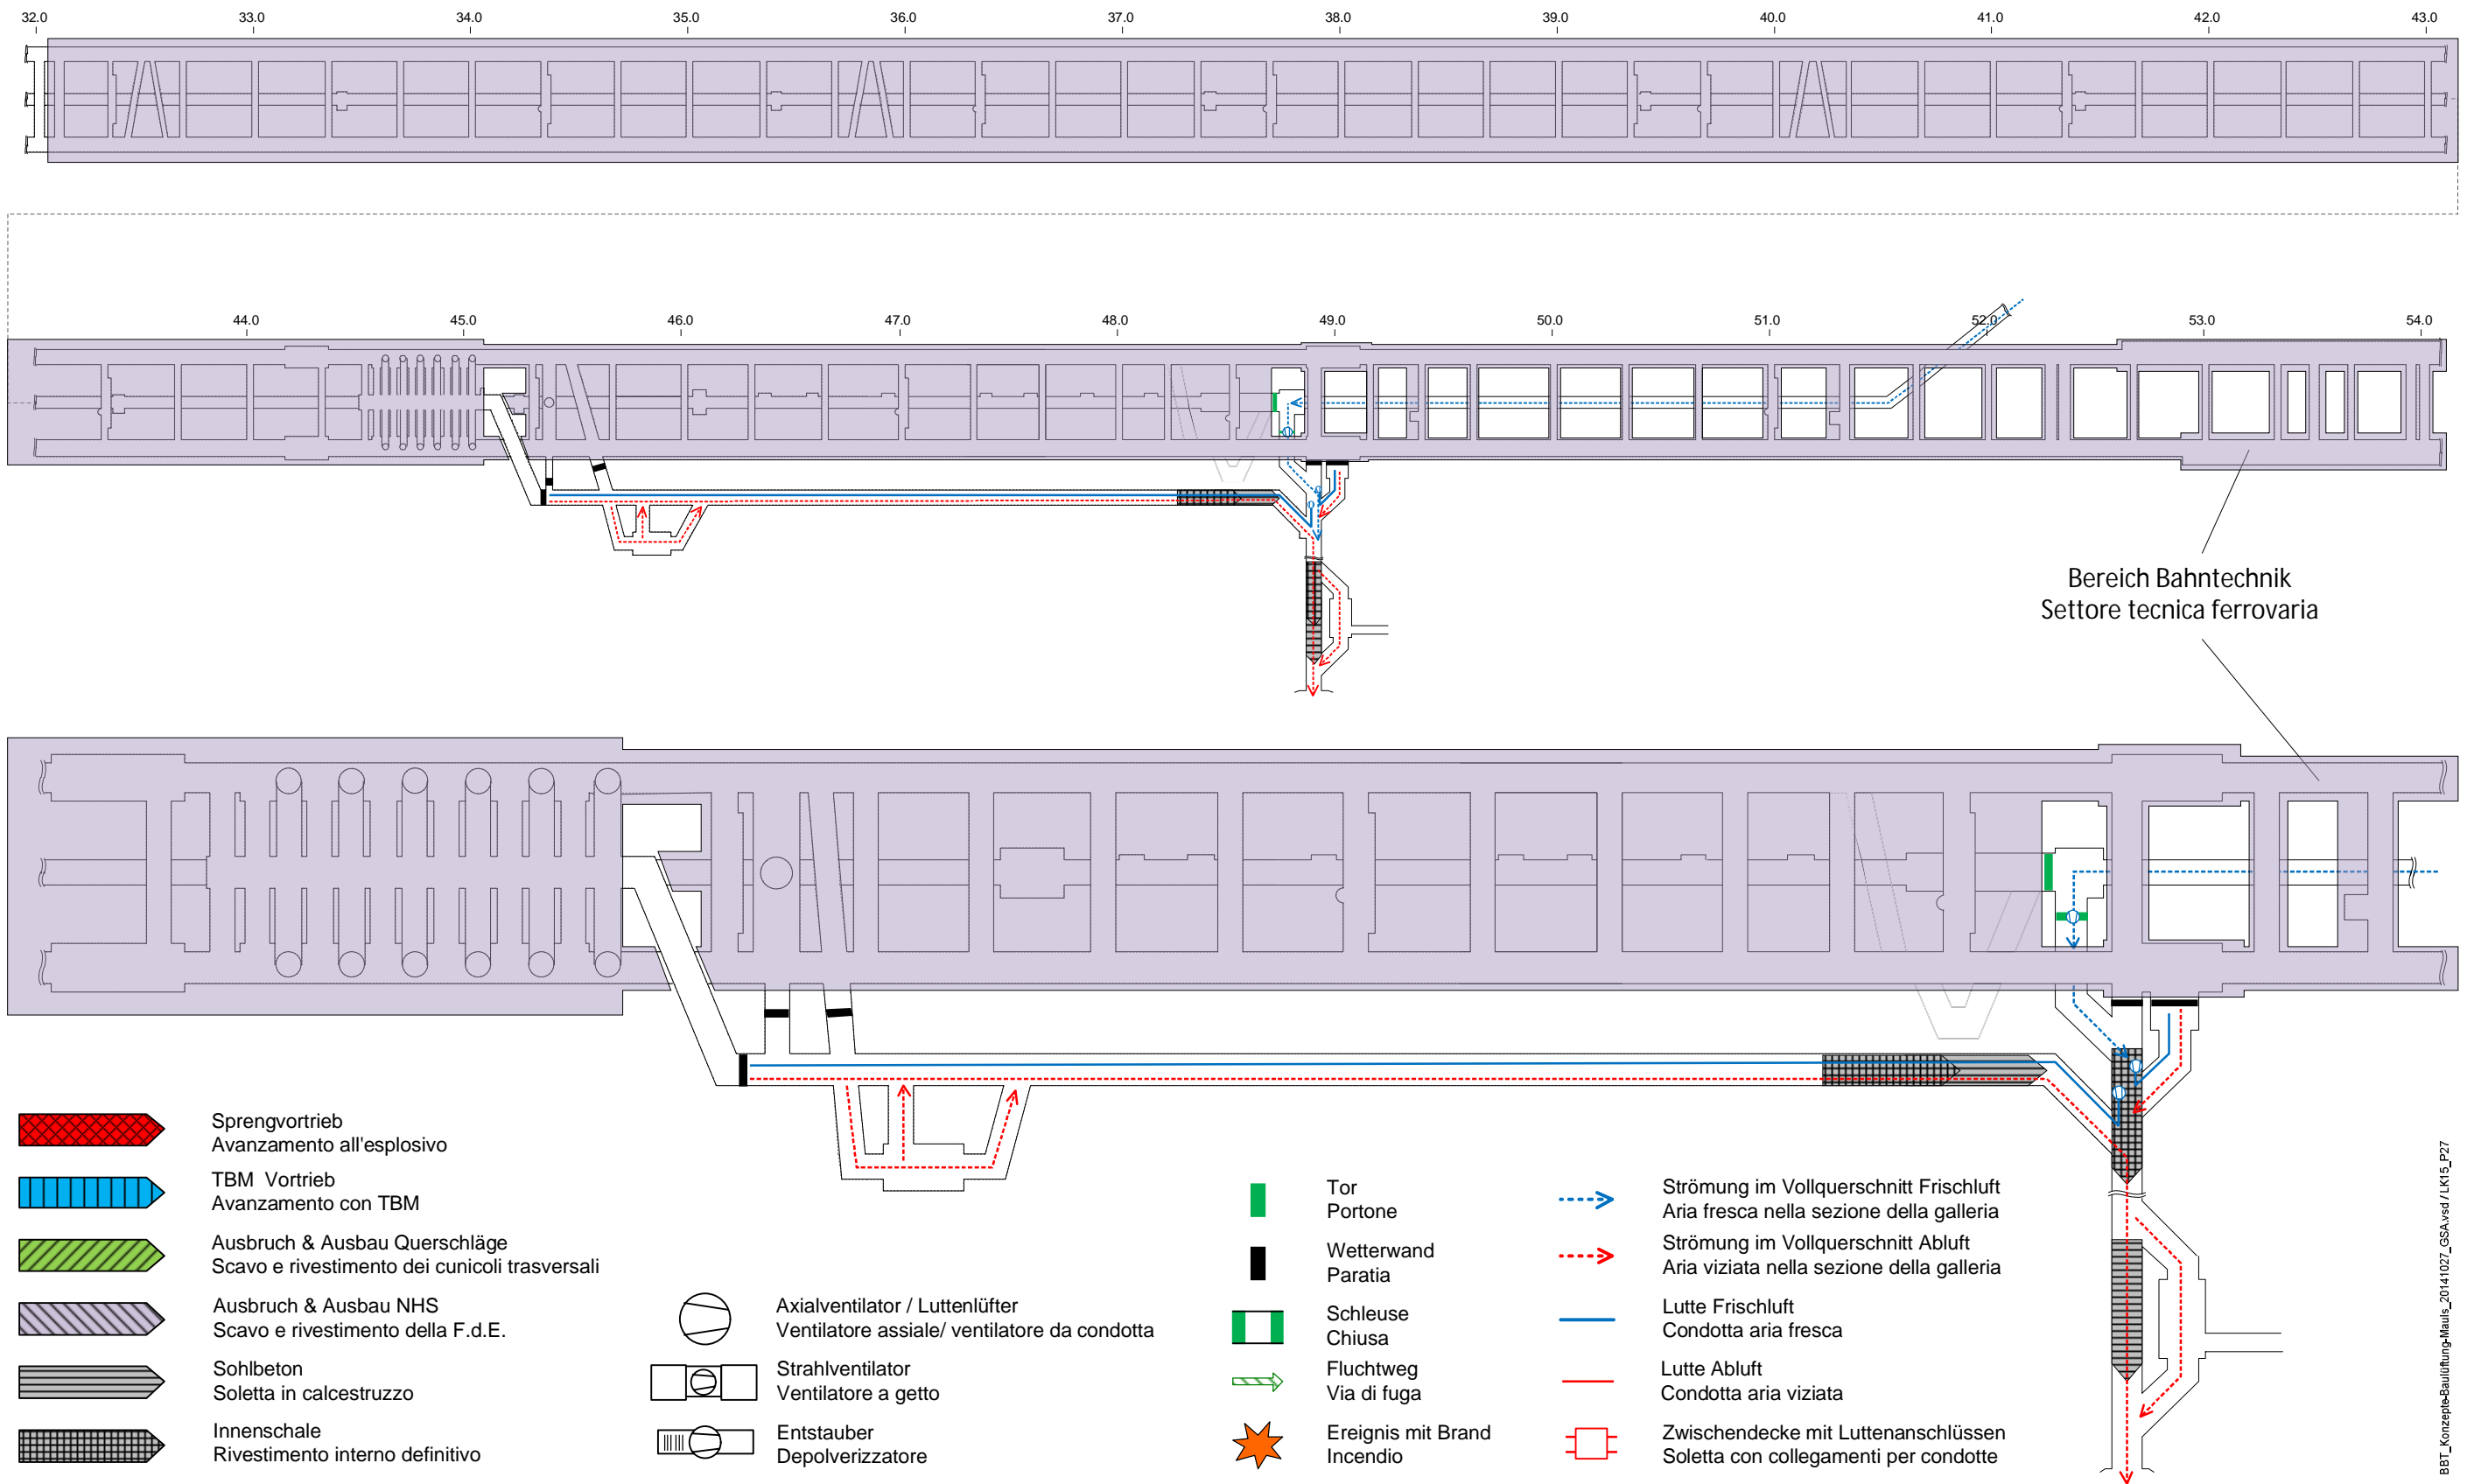 32.0 33.0 34.0 35.0 36.0 37.0 38.0 39.0 40.0 41.0 42.0 43.0
44.0 45.0 46.0 47.0 48.0 49.0 50.0 51.0 52.0 53.0 54.0
Bereich Bahntechnik
Settore tecnica ferrovaria
Sprengvortrieb
Avanzamento all'esplosivo
TBM Vortrieb
Avanzamento con TBM
Ausbruch & Ausbau Querschläge
Scavo e rivestimento dei cunicoli trasversali
Ausbruch & Ausbau NHS
Scavo e rivestimento della F.d.E.
Sohlbeton
Soletta in calcestruzzo
Innenschale
Rivestimento interno definitivo
Axialventilator / Luttenlüfter
Ventilatore assiale/ ventilatore da condotta
Strahlventilator
Ventilatore a getto
Entstauber
Depolverizzatore
Tor
Portone
Wetterwand
Paratia
Schleuse
Chiusa
Fluchtweg
Via di fuga
Ereignis mit Brand
Incendio
Strömung im Vollquerschnitt Frischluft
Aria fresca nella sezione della galleria
Strömung im Vollquerschnitt Abluft
Aria viziata nella sezione della galleria
Lutte Frischluft
Condotta aria fresca
Lutte Abluft
Condotta aria viziata
Zwischendecke mit Luttenanschlüssen
Soletta con collegamenti per condotte
BBT_Konzepte-Baulüftung-Mauls_20141027_GSA.vsd / LK15_P27